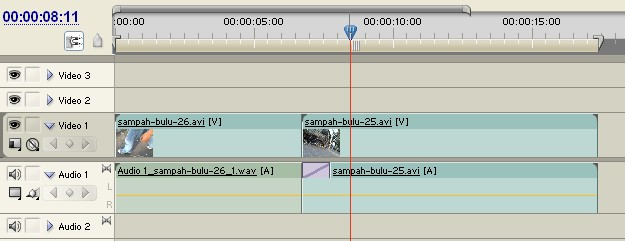 00:00:08:11
:00:00 00:00:05:00 00:00:10:00 00:00:15:00
Video 3
Video 2
Video 1 sampah-bulu-26.avi [V] sampah-bulu-25.avi [V]
Audio 1 Audio 1_sampah-bulu-26_1.wav [A] sampah-bulu-25.avi [A]
L
R
Audio 2